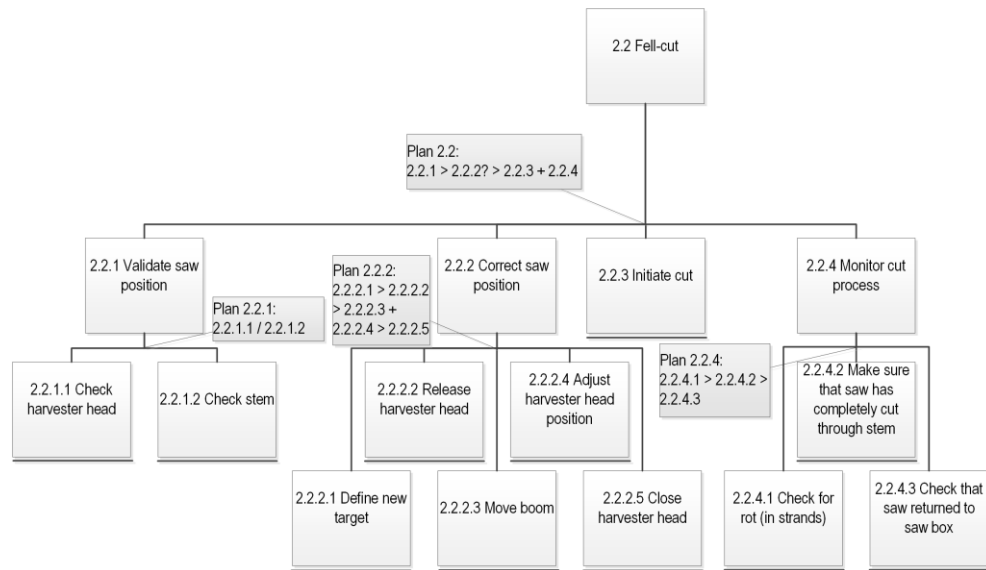 2.2 Fell-cut
Plan 2.2:
2.2.1 > 2.2.2? > 2.2.3 + 2.2.4
2.2.1 Validate saw
position
Plan 2.2.1:
2.2.1.1 / 2.2.1.2
Plan 2.2.2:
2.2.2.1 > 2.2.2.2
> 2.2.2.3 +
2.2.2.4 > 2.2.2.5
2.2.2 Correct saw
position
2.2.3 Initiate cut
2.2.4 Monitor cut
process
Plan 2.2.4:
2.2.4.1 > 2.2.4.2 >
2.2.4.3
2.2.1.1 Check
harvester head
2.2.1.2 Check stem
2.2.2.2 Release
harvester head
2.2.2.4 Adjust
harvester head
position
2.2.4.2 Make sure
that saw has
completely cut
through stem
2.2.2.1 Define new
target
2.2.2.3 Move boom
2.2.2.5 Close
harvester head
2.2.4.1 Check for
rot (in strands)
2.2.4.3 Check that
saw returned to
saw box